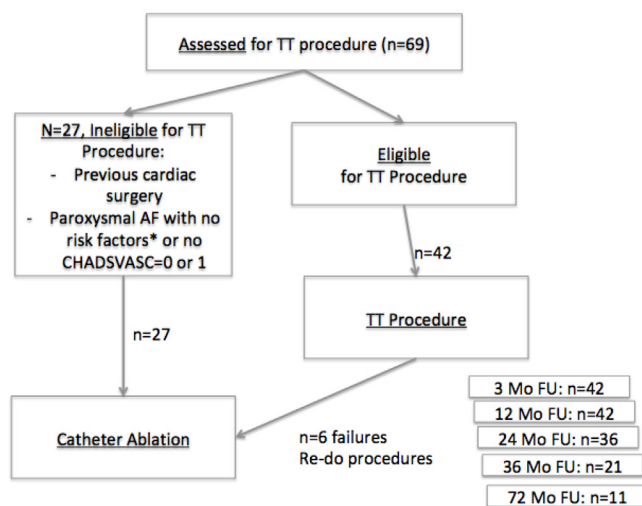 Assessed for TT procedure (n=69)
N=27, Ineligible for TT
Procedure:
- Previous cardiac
surgery
- Paroxysmal AF with no
risk factors* or no
CHADSVASC=0 or 1
Eligible
for TT Procedure
n=42
n=27
TT Procedure
Catheter Ablation
n=6 failures
Re-do procedures
3 Mo FU: n=42
12 Mo FU: n=42
24 Mo FU: n=36
36 Mo FU: n=21
72 Mo FU: n=11